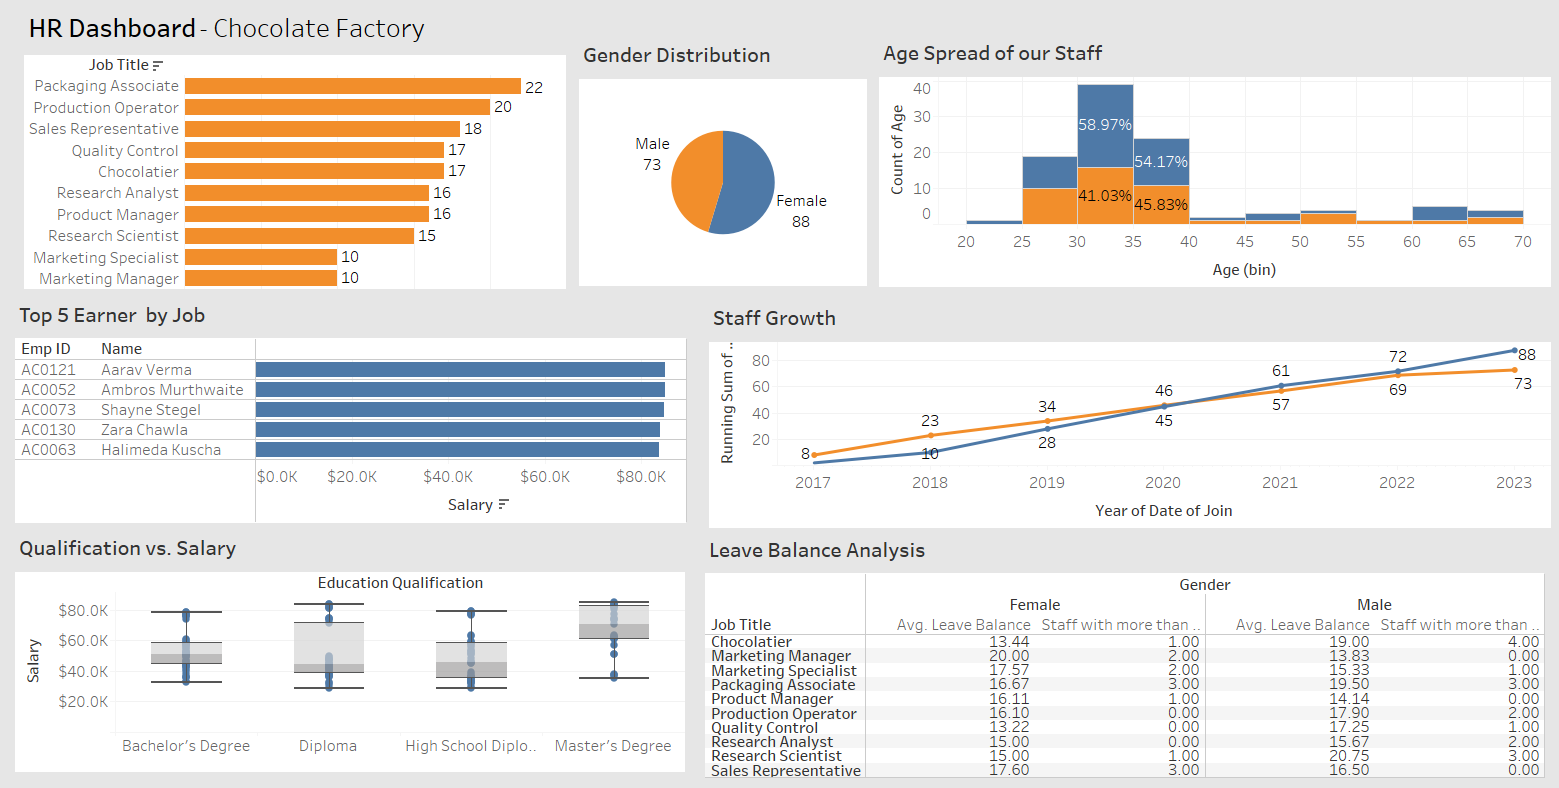 HR Dashboard - Chocolate Factory
Job Title
Packaging Associate 22
Production Operator 20
Sales Representative 18
Quality Control 17
Chocolatier 17
Research Analyst 16
Product Manager 16
Research Scientist 15
Marketing Specialist 10
Marketing Manager 10
Gender Distribution
Male
73
Female
88
Age Spread of our Staff
Count of Age
40
30
20
10
0
58.97%
54.17%
41.03%
45.83%
20 25 30 35 40 45 50 55 60 65 70
Age (bin)
Top 5 Earner by Job
Emp ID Name
AC0121 Aarav Verma
AC0052 Ambros Murthwaite
AC0073 Shayne Stegel
AC0130 Zara Chawla
AC0063 Halimeda Kuscha
$0.0K $20.0K $40.0K $60.0K $80.0K
Salary
Staff Growth
Running Sum of ..
80
60
40
20
8
23
10
34
28
46
45
61
57
72
69
88
73
2017 2018 2019 2020 2021 2022 2023
Year of Date of Join
Qualification vs. Salary
Education Qualification
Salary
$80.0K
$60.0K
$40.0K
$20.0K
Bachelor's Degree Diploma High School Diplo.. Master's Degree
Leave Balance Analysis
Gender
Female Male
Job Title Avg. Leave Balance Staff with more than .. Avg. Leave Balance Staff with more than ..
Chocolatier 13.44 1.00 19.00 4.00
Marketing Manager 20.00 2.00 13.83 0.00
Marketing Specialist 17.57 2.00 15.33 1.00
Packaging Associate 16.67 3.00 19.50 3.00
Product Manager 16.11 1.00 14.14 0.00
Production Operator 16.10 0.00 17.90 2.00
Quality Control 13.22 0.00 17.25 1.00
Research Analyst 15.00 0.00 15.67 2.00
Research Scientist 15.00 1.00 20.75 3.00
Sales Representative 17.60 3.00 16.50 0.00